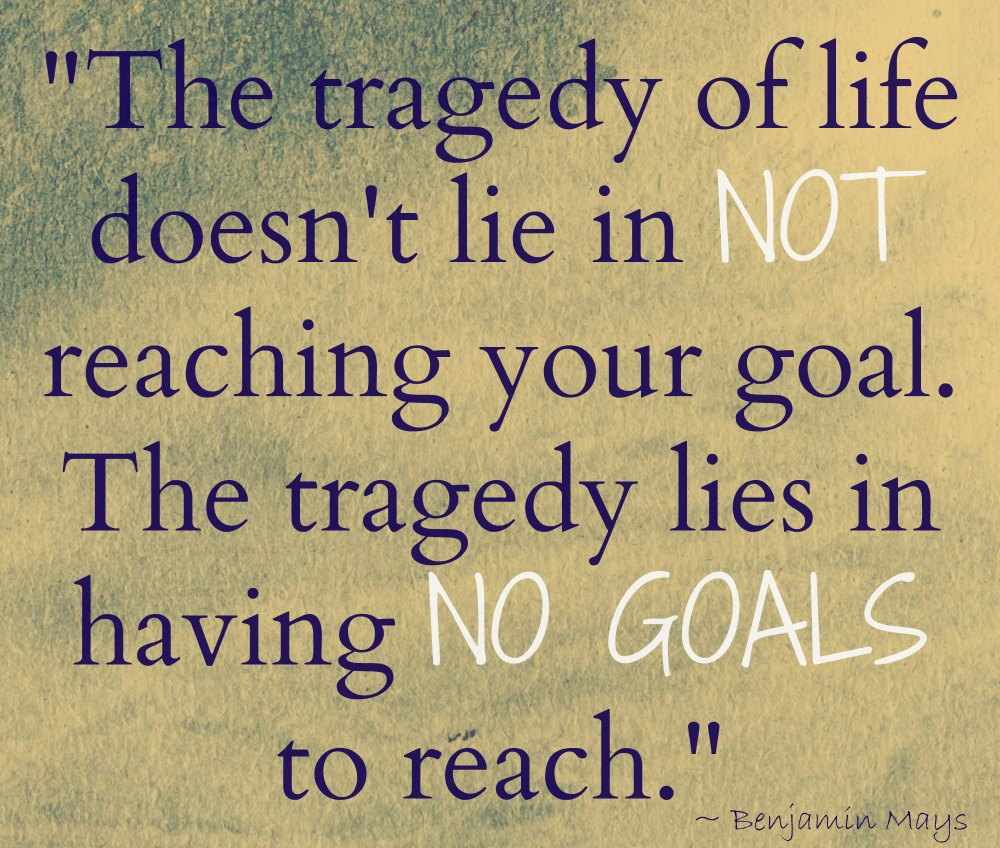 "The tragedy of life
doesn't lie in NOT
reaching your goal.
The tragedy lies in
having NO GOALS
to reach."
~ Benjamin Mays